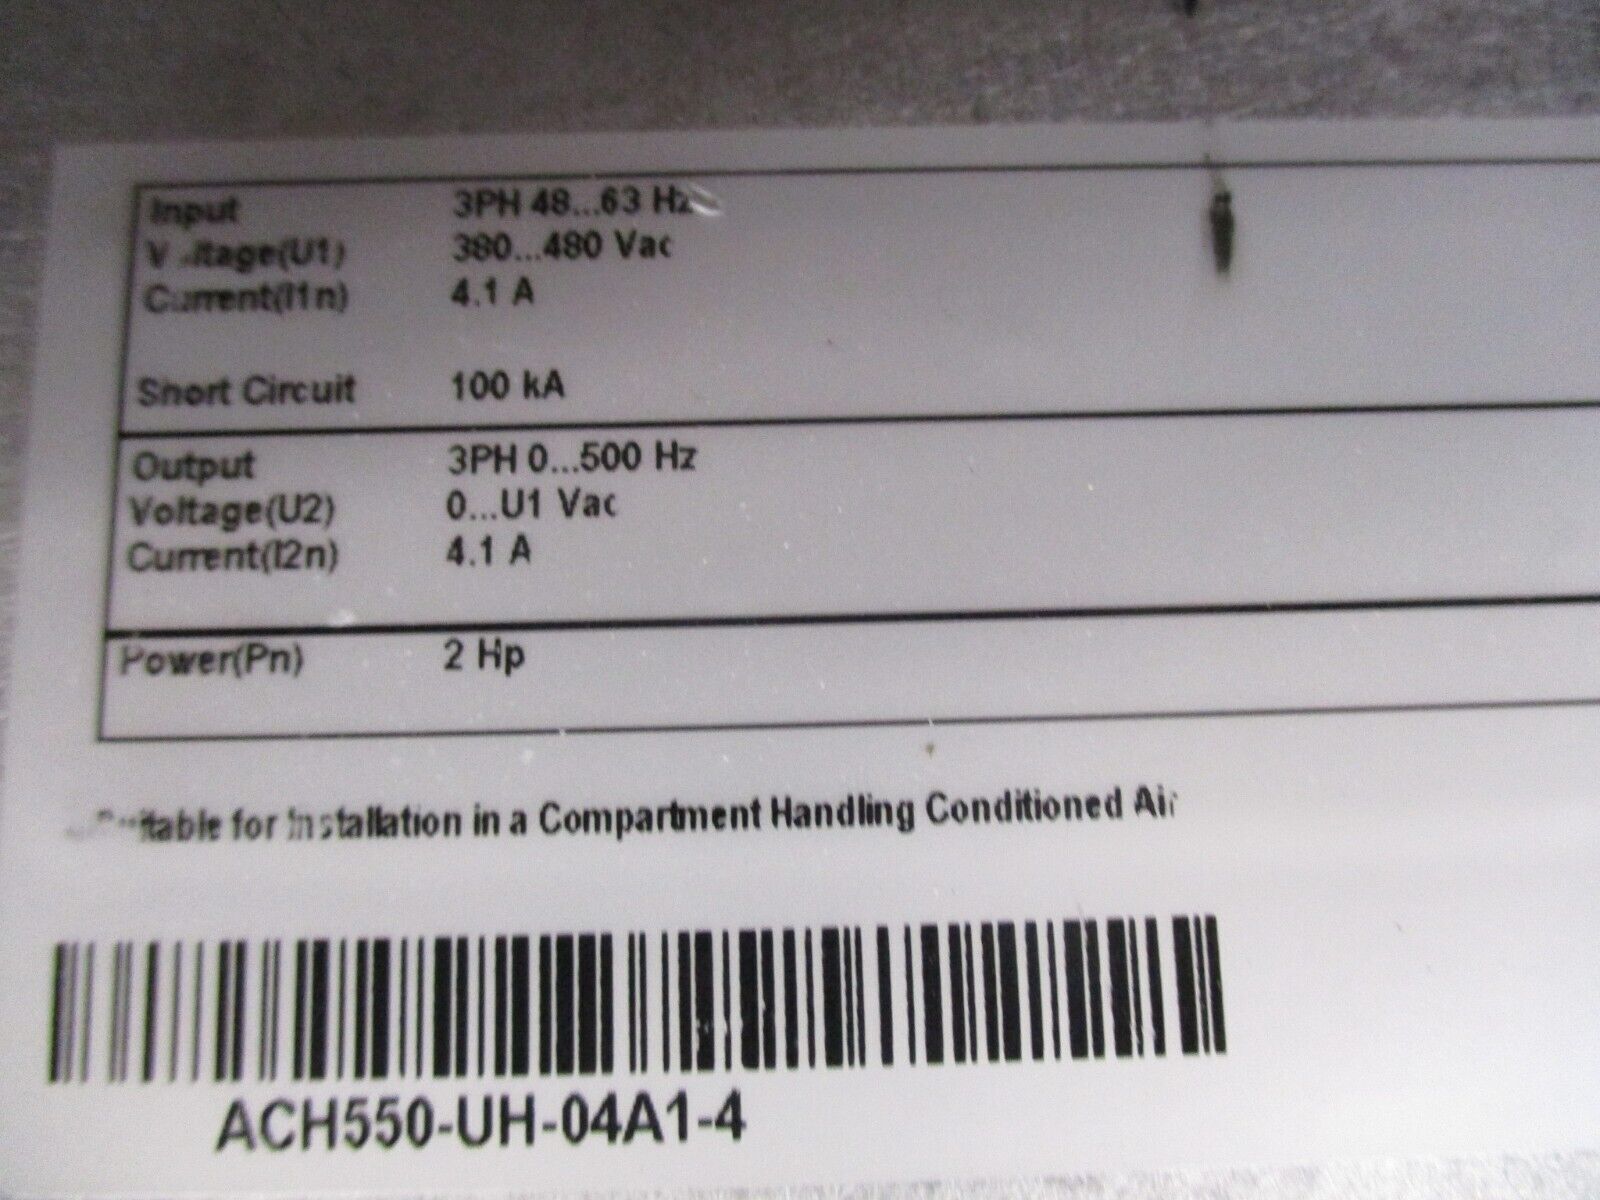 Input 3PH 48...63 Hz
Voltage(U1) 380...480 Vac
Current(I1n) 4.1 A
Short Circuit 100 kA
Output 3PH 0...500 Hz
Voltage(U2) 0...U1 Vac
Current(I2n) 4.1 A
Power(Pn) 2 Hp
Suitable for Installation in a Compartment Handling Conditioned Air
ACH550-UH-04A1-4